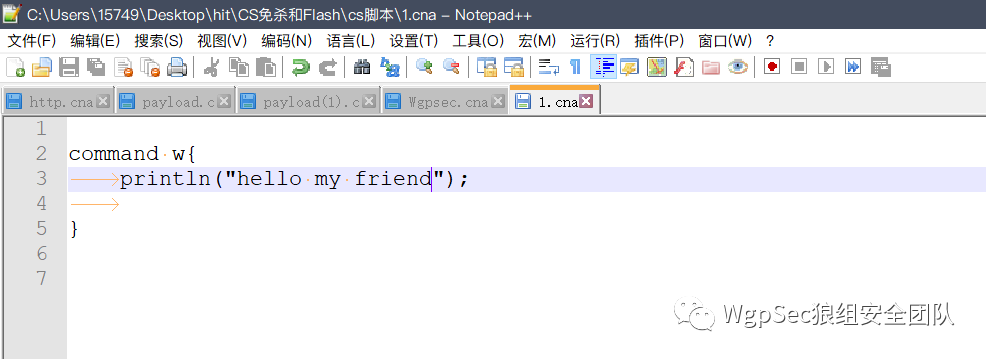 C:\Users\15749\Desktop\hit\CS免杀和Flash\cs脚本\1.cna - Notepad++
文件(F) 编辑(E) 搜索(S) 视图(V) 编码(N) 语言(L) 设置(T) 工具(O) 宏(M) 运行(R) 插件(P) 窗口(W) ?
http.cna payload.c payload(1).c Wgpsec.cna 1.cna
1
2 command w{
3 println("hello my friend");
4
5 }
6
7
WgpSec狼组安全团队